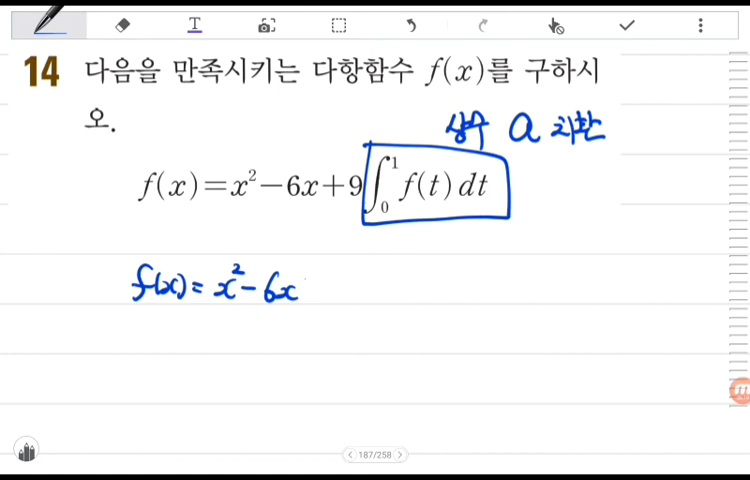 T
14 다음을 만족시키는 다항함수 f(x)를 구하시
오.
상수 a 치환
f(x)=x²−6x+9∫₀¹ f(t) dt
f(x) = x² - 6x
187/258